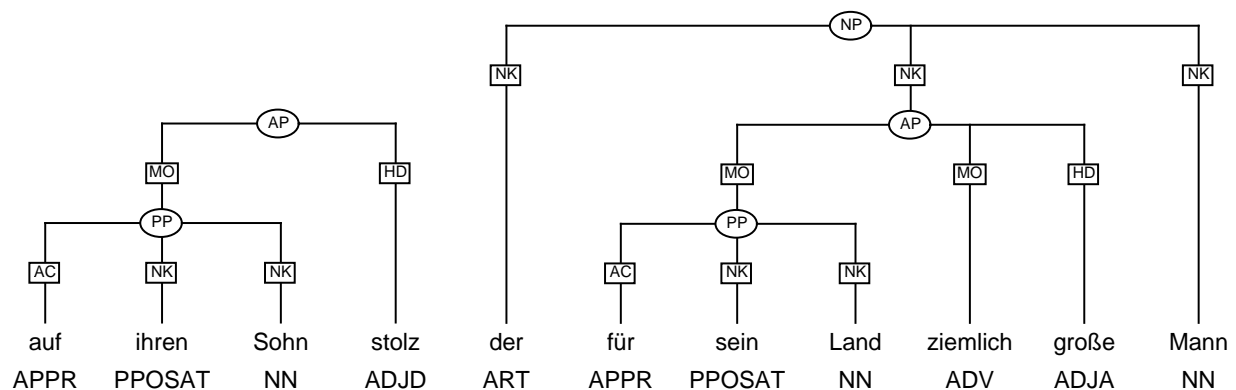 NP
NK NK NK
AP AP
MO HD MO MO HD
PP PP
AC NK NK AC NK NK
auf ihren Sohn stolz der für sein Land ziemlich große Mann
APPR PPOSAT NN ADJD ART APPR PPOSAT NN ADV ADJA NN